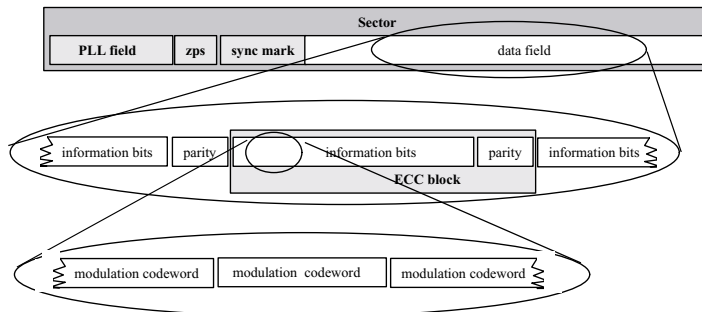 Sector
PLL field zps sync mark data field
information bits parity information bits parity information bits
ECC block
modulation codeword modulation codeword modulation codeword